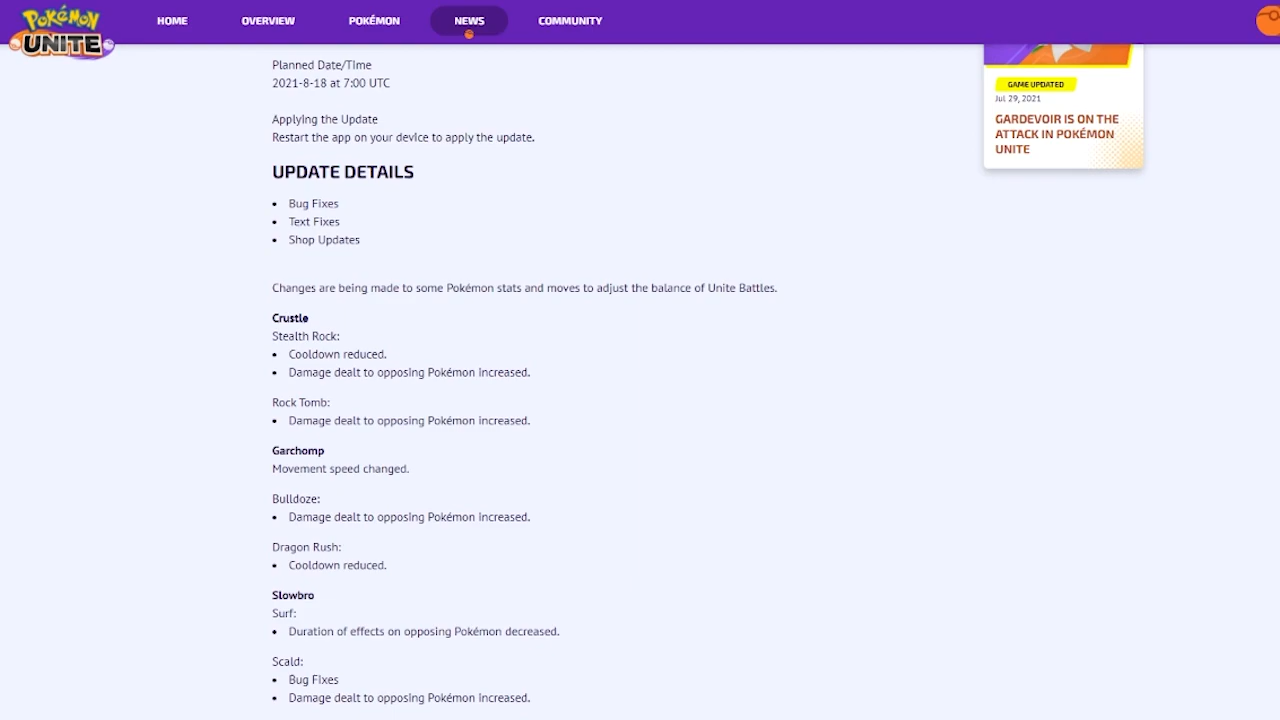 Pokémon
UNITE
HOME
OVERVIEW
POKÉMON
NEWS
COMMUNITY
Planned Date/Time
2021-8-18 at 7:00 UTC
Applying the Update
Restart the app on your device to apply the update.
UPDATE DETAILS
• Bug Fixes
• Text Fixes
• Shop Updates
Changes are being made to some Pokémon stats and moves to adjust the balance of Unite Battles.
Crustle
Stealth Rock:
• Cooldown reduced.
• Damage dealt to opposing Pokémon increased.
Rock Tomb:
• Damage dealt to opposing Pokémon increased.
Garchomp
Movement speed changed.
Bulldoze:
• Damage dealt to opposing Pokémon increased.
Dragon Rush:
• Cooldown reduced.
Slowbro
Surf:
• Duration of effects on opposing Pokémon decreased.
Scald:
• Bug Fixes
• Damage dealt to opposing Pokémon increased.
GAME UPDATED
Jul 29, 2021
GARDEVOIR IS ON THE
ATTACK IN POKÉMON
UNITE